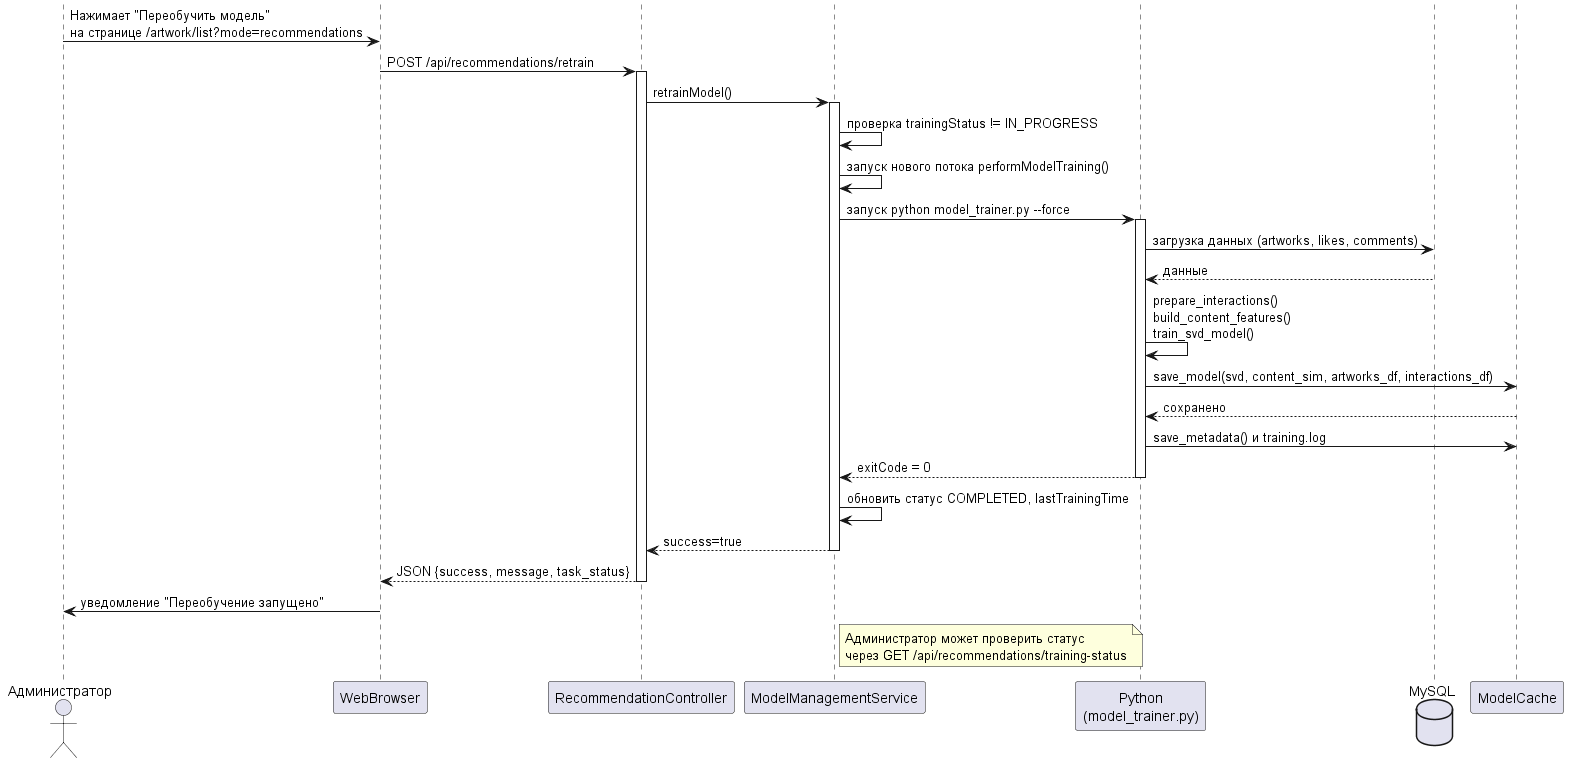 Нажимает "Переобучить модель"
на странице /artwork/list?mode=recommendations
POST /api/recommendations/retrain
retrainModel()
проверка trainingStatus != IN_PROGRESS
запуск нового потока performModelTraining()
запуск python model_trainer.py --force
загрузка данных (artworks, likes, comments)
данные
prepare_interactions()
build_content_features()
train_svd_model()
save_model(svd, content_sim, artworks_df, interactions_df)
сохранено
save_metadata() и training.log
exitCode = 0
обновить статус COMPLETED, lastTrainingTime
success=true
JSON {success, message, task_status}
уведомление "Переобучение запущено"
Администратор может проверить статус
через GET /api/recommendations/training-status
Администратор
WebBrowser
RecommendationController
ModelManagementService
Python
(model_trainer.py)
MySQL
ModelCache